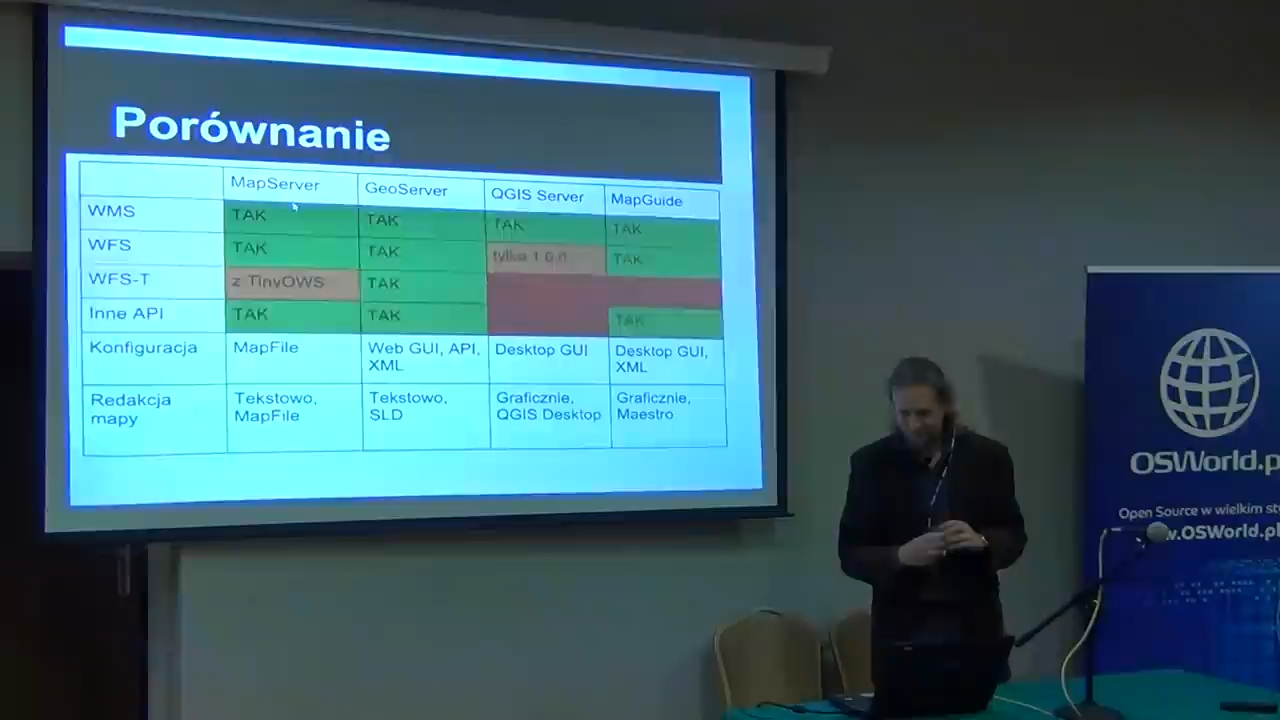 Porównanie
MapServer GeoServer QGIS Server MapGuide
WMS TAK TAK TAK TAK
WFS TAK TAK tylko 1.0.0 TAK
WFS-T z TinyOWS TAK
Inne API TAK TAK TAK
Konfiguracja MapFile Web GUI, API, Desktop GUI Desktop GUI,
XML XML
Redakcja Tekstowo, Tekstowo, Graficznie, Graficznie,
mapy MapFile SLD QGIS Desktop Maestro
OSWorld.p
Open Source w wielkim sty
w.OSWorld.pl